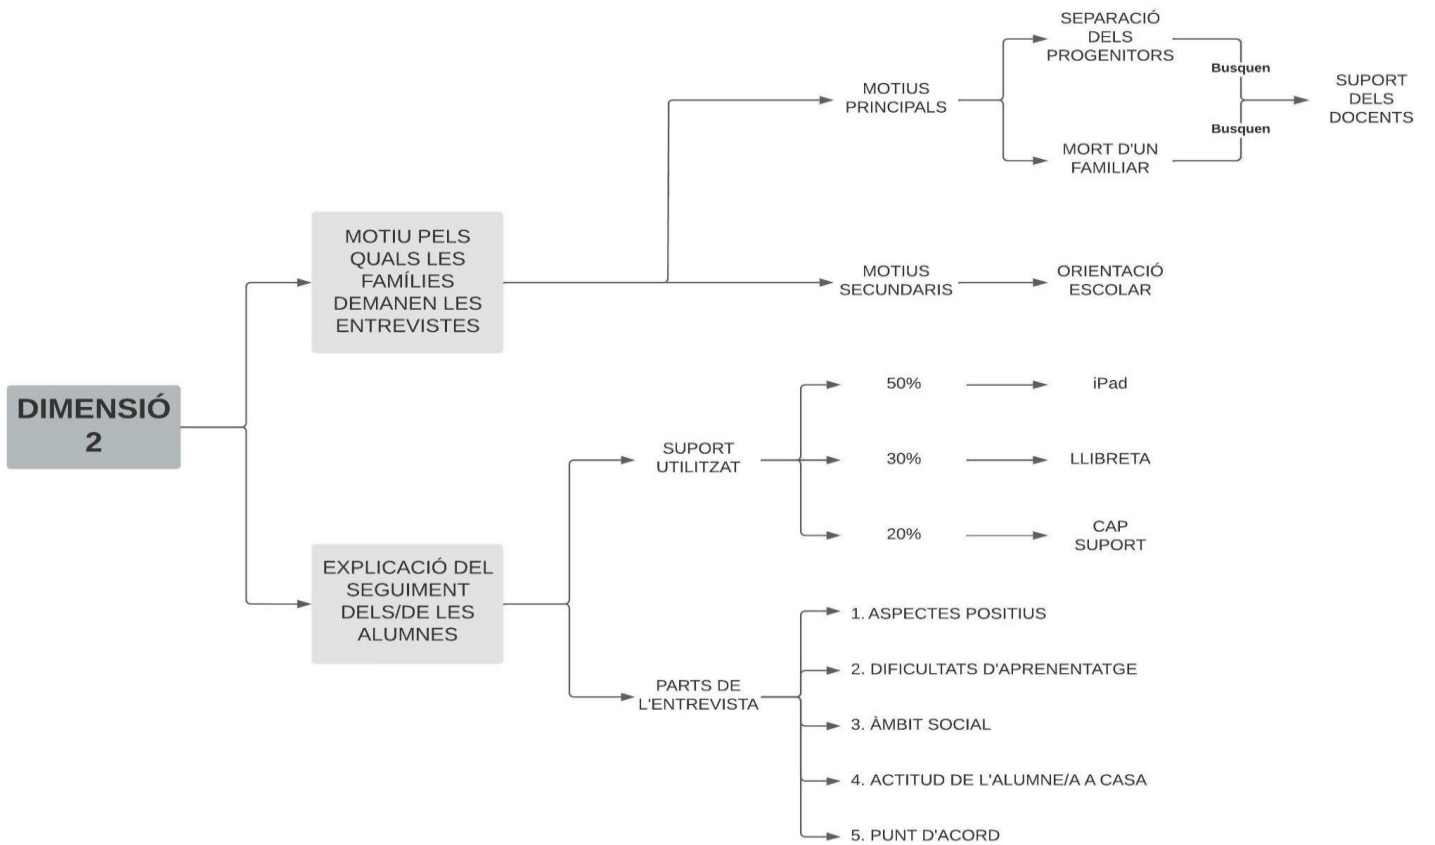 DIMENSIÓ
2
MOTIU PELS
QUALS LES
FAMÍLIES
DEMANEN LES
ENTREVISTES
MOTIUS
PRINCIPALS
SEPARACIÓ
DELS
PROGENITORS
Busquen
MORT D'UN
FAMILIAR
Busquen
SUPORT
DELS
DOCENTS
MOTIUS
SECUNDARIS
ORIENTACIÓ
ESCOLAR
EXPLICACIÓ DEL
SEGUIMENT
DELS/DE LES
ALUMNES
SUPORT
UTILITZAT
50%
iPad
30%
LLIBRETA
20%
CAP
SUPORT
PARTS DE
L'ENTREVISTA
1. ASPECTES POSITIUS
2. DIFICULTATS D'APRENENTATGE
3. ÀMBIT SOCIAL
4. ACTITUD DE L'ALUMNE/A A CASA
5. PUNT D'ACORD